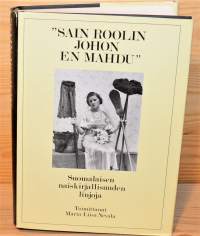 "SAIN ROOLIN
JOHON
EN MAHDU"
Suomalaisen
naiskirjallisuuden
linjoja
Toimittanut
Maria-Liisa Nevala